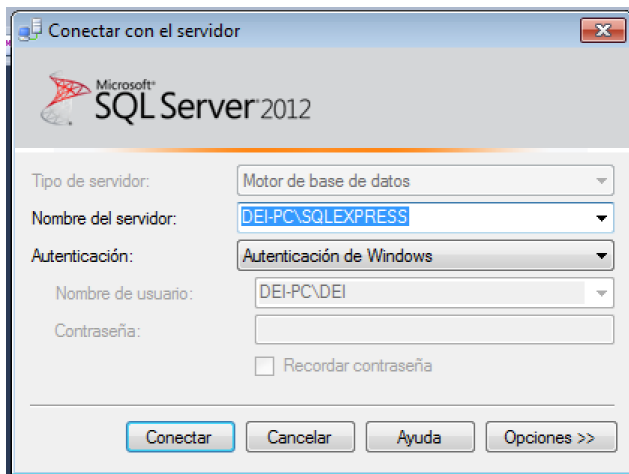 Conectar con el servidor
Microsoft®
SQL Server® 2012
Tipo de servidor: Motor de base de datos
Nombre del servidor: DEI-PC\SQLEXPRESS
Autenticación: Autenticación de Windows
Nombre de usuario: DEI-PC\DEI
Contraseña:
Recordar contraseña
Conectar Cancelar Ayuda Opciones >>